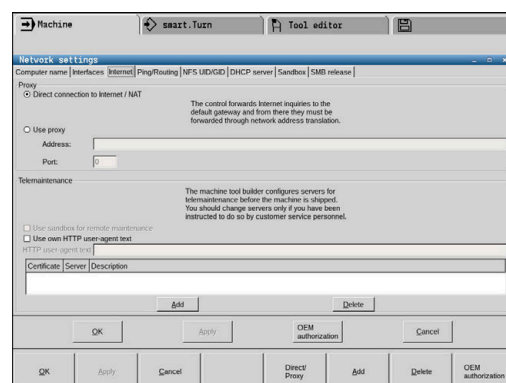 Machine
smart.Turn
Tool editor
Network settings
Computer name Interfaces Internet Ping/Routing NFS UID/GID DHCP server Sandbox SMB release
Proxy
Direct connection to Internet / NAT
The control forwards Internet inquiries to the
default gateway and from there they must be
forwarded through network address translation.
Use proxy
Address:
Port: 0
Telemaintenance
The machine tool builder configures servers for
telemaintenance before the machine is shipped.
You should change servers only if you have been
instructed to do so by customer service personnel.
Use sandbox for remote maintenance
Use own HTTP user-agent text
HTTP user agent text
Certificate Server Description
Add Delete
OK Apply OEM authorization Cancel
OK Apply Cancel Direct/ Proxy Add Delete OEM authorization